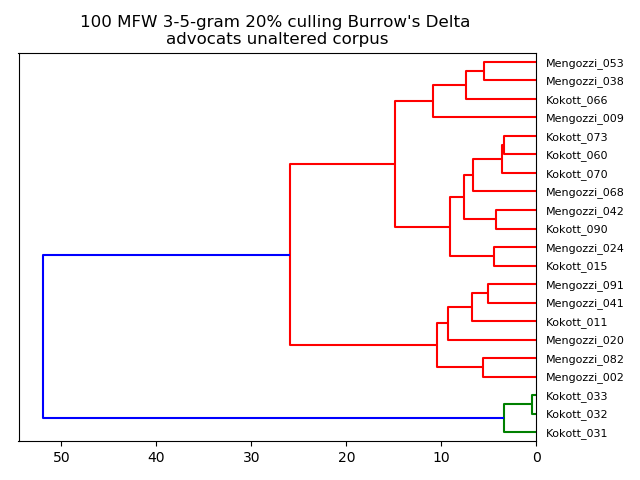 100 MFW 3-5-gram 20% culling Burrow's Delta
advocats unaltered corpus
Mengozzi_053
Mengozzi_038
Kokott_066
Mengozzi_009
Kokott_073
Kokott_060
Kokott_070
Mengozzi_068
Mengozzi_042
Kokott_090
Mengozzi_024
Kokott_015
Mengozzi_091
Mengozzi_041
Kokott_011
Mengozzi_020
Mengozzi_082
Mengozzi_002
Kokott_033
Kokott_032
Kokott_031
50 40 30 20 10 0